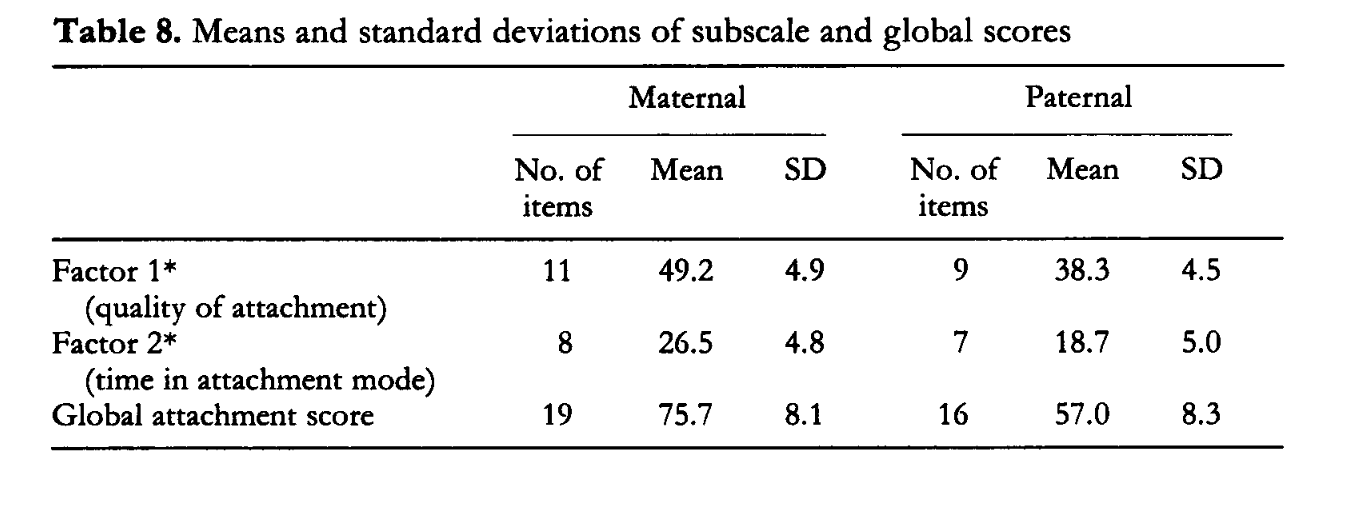 Table 8. Means and standard deviations of subscale and global scores
Maternal Paternal
No. of items Mean SD No. of items Mean SD
Factor 1* 11 49.2 4.9 9 38.3 4.5
(quality of attachment)
Factor 2* 8 26.5 4.8 7 18.7 5.0
(time in attachment mode)
Global attachment score 19 75.7 8.1 16 57.0 8.3